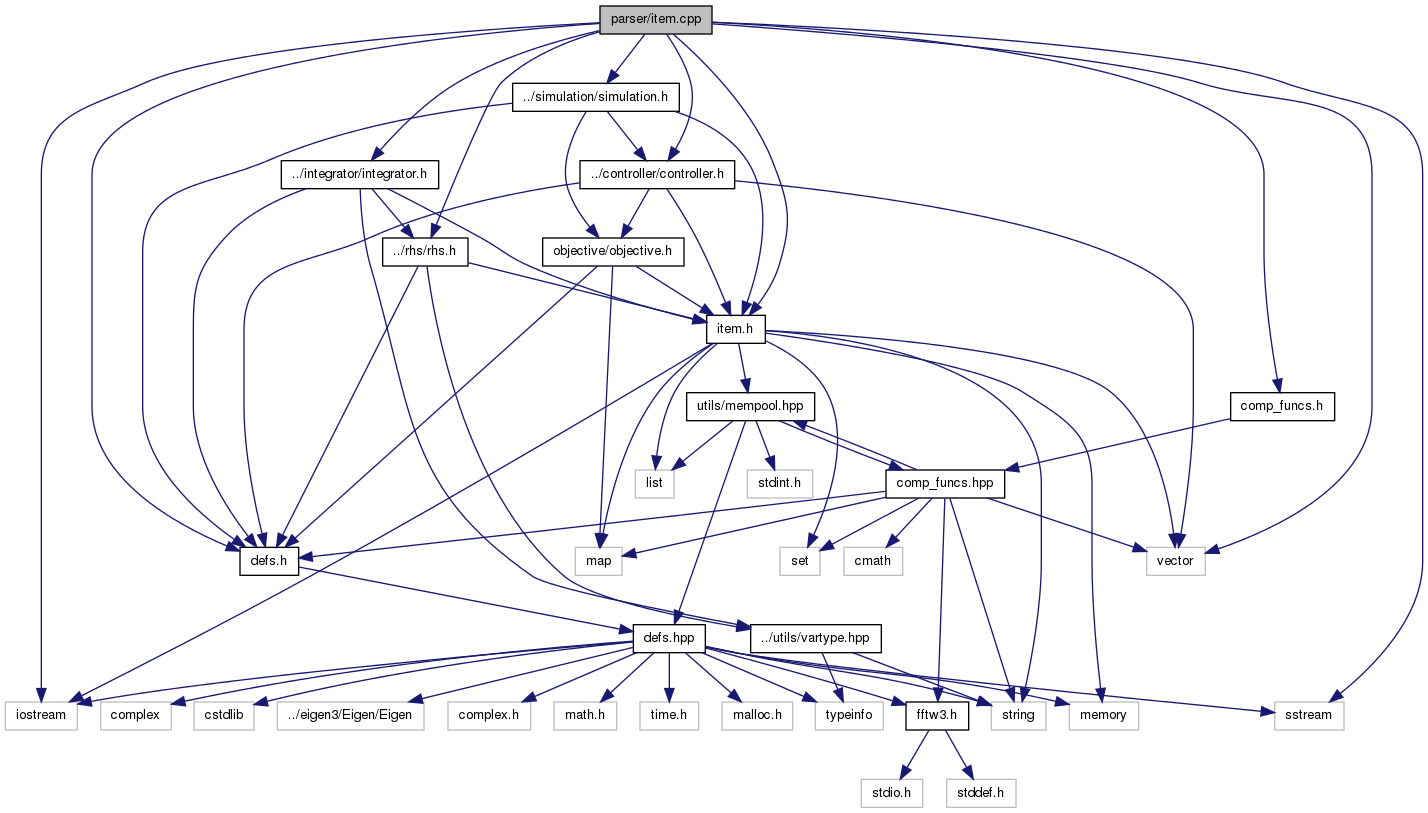 parser/item.cpp
../simulation/simulation.h
../integrator/integrator.h
../controller/controller.h
../rhs/rhs.h
objective/objective.h
item.h
utils/mempool.hpp
comp_funcs.h
list
stdint.h
comp_funcs.hpp
defs.h
map
set
cmath
vector
defs.hpp
../utils/vartype.hpp
iostream
complex
cstdlib
../eigen3/Eigen/Eigen
complex.h
math.h
time.h
malloc.h
typeinfo
fftw3.h
string
memory
sstream
stdio.h
stddef.h